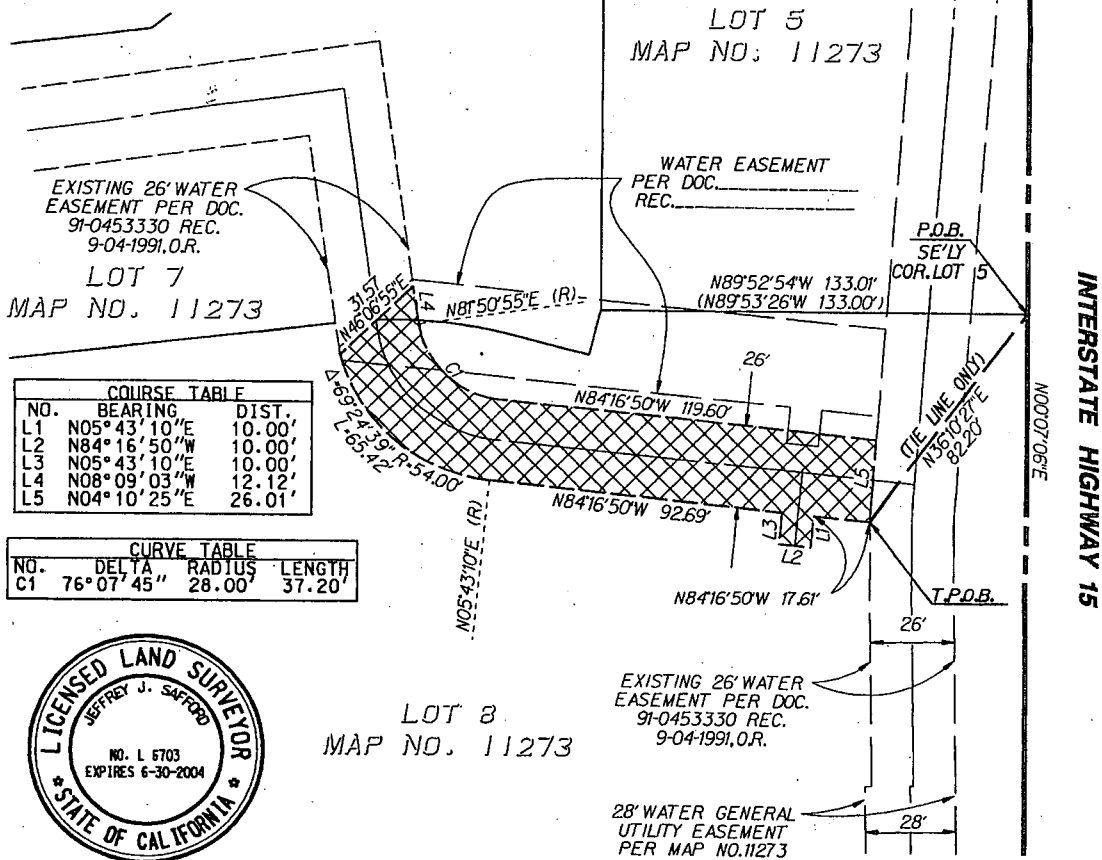 LOT 5
MAP NO. 11273
WATER EASEMENT
PER DOC.
REC.
EXISTING 26' WATER
EASEMENT PER DOC.
91-0453330 REC.
9-04-1991,O.R.
LOT 7
MAP NO. 11273
P.O.B.
SE'LY
COR.LOT 5
N89°52'54"W 133.01'
(N89°53'26"W 133.00')
31.57
N46°06'55"E
L4
N81°50'55"E (R)
26'
C1
N84°16'50"W 119.60'
(TIE LINE ONLY)
N36°10'27"E
82.20'
N00°07'06"E
INTERSTATE HIGHWAY 15
COURSE TABLE
NO. BEARING DIST.
L1 N05°43'10"E 10.00'
L2 N84°16'50"W 10.00'
L3 N05°43'10"E 10.00'
L4 N08°09'03"W 12.12'
L5 N04°10'25"E 26.01'
Δ=69°24'39" R=54.00'
L=65.42'
L5
N84°16'50"W 92.69'
L3
L2
L1
CURVE TABLE
NO. DELTA RADIUS LENGTH
C1 76°07'45" 28.00' 37.20'
N05°43'10"E (R)
N84°16'50"W 17.61'
T.P.O.B.
26'
LICENSED LAND SURVEYOR
JEFFREY J. SAFFORD
NO. L 6703
EXPIRES 6-30-2004
STATE OF CALIFORNIA
LOT 8
MAP NO. 11273
EXISTING 26' WATER
EASEMENT PER DOC.
91-0453330 REC.
9-04-1991,O.R.
28' WATER GENERAL
UTILITY EASEMENT
PER MAP NO.11273
28'